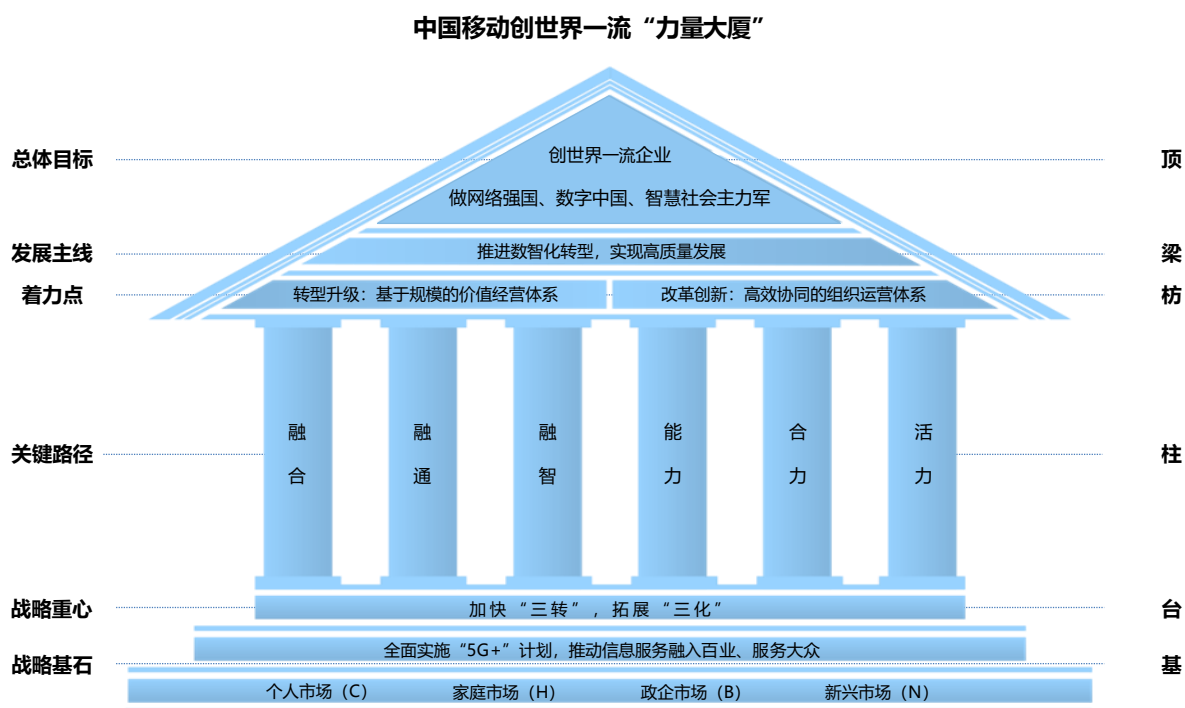 中国移动创世界一流“力量大厦”
总体目标
创世界一流企业
做网络强国、数字中国、智慧社会主力军
顶
发展主线
推进数智化转型，实现高质量发展
梁
着力点
转型升级：基于规模的价值经营体系
改革创新：高效协同的组织运营体系
枋
关键路径
融合
融通
融智
能力
合力
活力
柱
战略重心
加快“三转”，拓展“三化”
台
战略基石
全面实施“5G+”计划，推动信息服务融入百业、服务大众
基
个人市场（C）
家庭市场（H）
政企市场（B）
新兴市场（N）